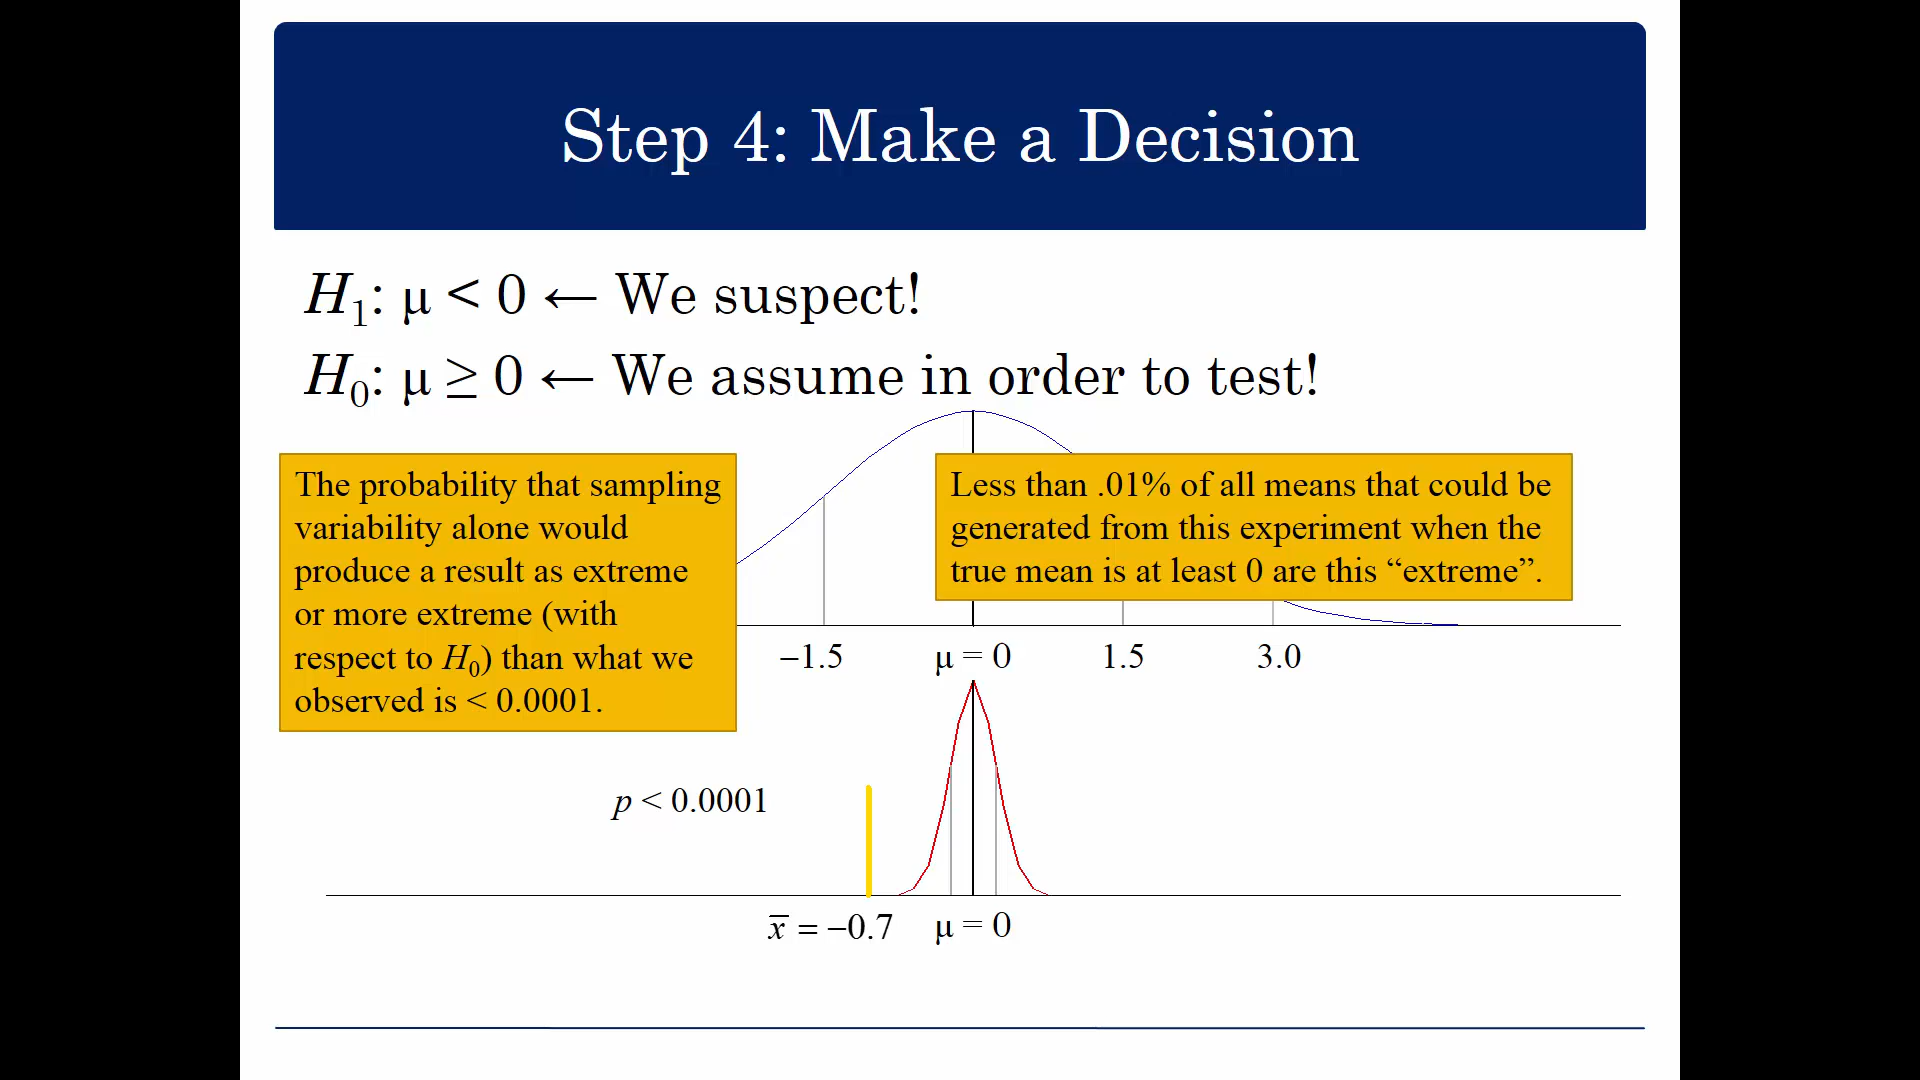 Step 4: Make a Decision
H₁: μ < 0 ← We suspect!
H₀: μ ≥ 0 ← We assume in order to test!
The probability that sampling
variability alone would
produce a result as extreme
or more extreme (with
respect to H₀) than what we
observed is < 0.0001.
Less than .01% of all means that could be
generated from this experiment when the
true mean is at least 0 are this “extreme”.
−1.5 μ = 0 1.5 3.0
p < 0.0001
x̅ = −0.7 μ = 0